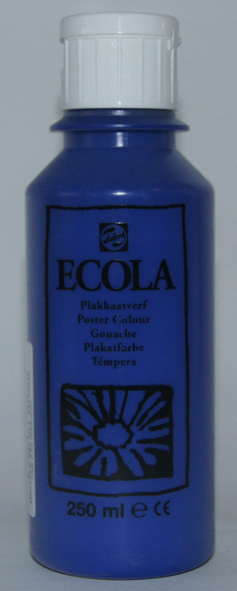 ECOLA
Plakkaatverf
Poster Colour
Gouache
Plakatfarbe
Témpera
250 ml ℮ CE